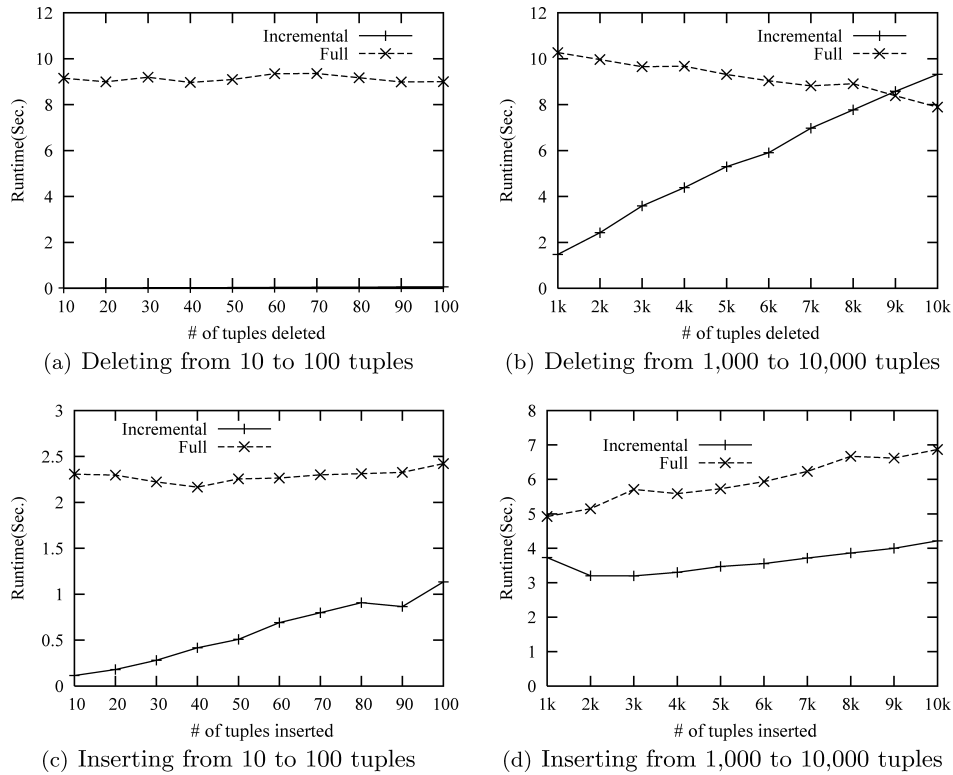 12
10
8
6
4
2
0
Runtime(Sec.)
Incremental
Full
10 20 30 40 50 60 70 80 90 100
# of tuples deleted
(a) Deleting from 10 to 100 tuples
12
10
8
6
4
2
0
Runtime(Sec.)
Incremental
Full
1k 2k 3k 4k 5k 6k 7k 8k 9k 10k
# of tuples deleted
(b) Deleting from 1,000 to 10,000 tuples
3
2.5
2
1.5
1
0.5
0
Runtime(Sec.)
Incremental
Full
10 20 30 40 50 60 70 80 90 100
# of tuples inserted
(c) Inserting from 10 to 100 tuples
8
7
6
5
4
3
2
1
0
Runtime(Sec.)
Incremental
Full
1k 2k 3k 4k 5k 6k 7k 8k 9k 10k
# of tuples inserted
(d) Inserting from 1,000 to 10,000 tuples